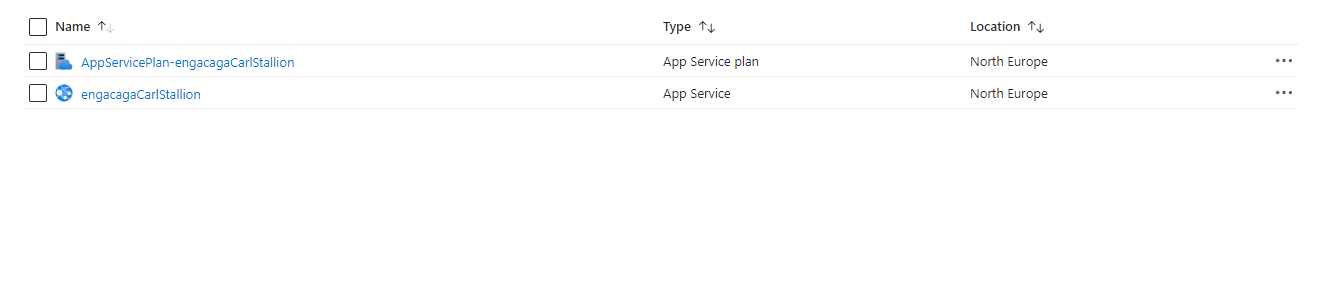 Name Type Location
AppServicePlan-engacagaCarlStallion App Service plan North Europe
engacagaCarlStallion App Service North Europe